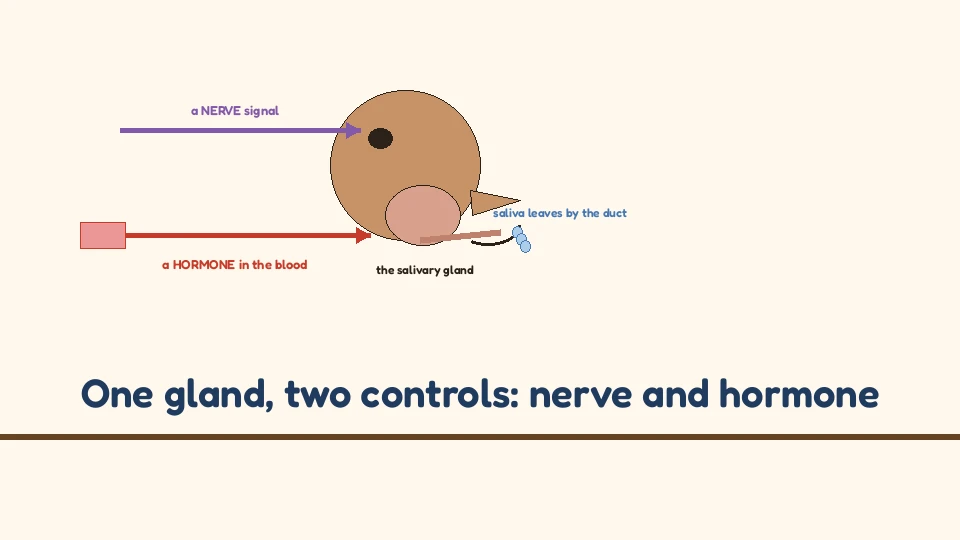 a NERVE signal
saliva leaves by the duct
a HORMONE in the blood
the salivary gland
One gland, two controls: nerve and hormone